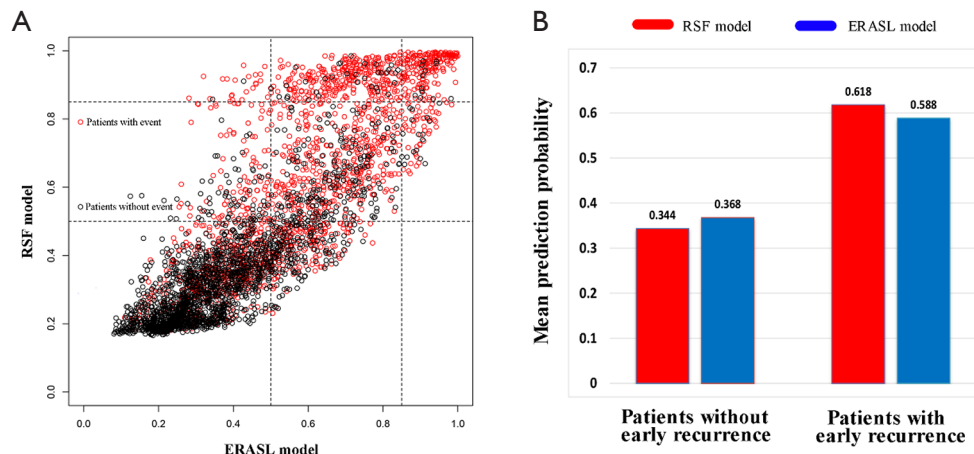 A
RSF model
1.0
0.8
0.6
0.4
0.2
0.0
Patients with event
Patients without event
0.0 0.2 0.4 0.6 0.8 1.0
ERASL model
B
RSF model ERASL model
Mean prediction probability
0.7
0.6
0.5
0.4
0.3
0.2
0.1
0
0.344
0.368
0.618
0.588
Patients without
early recurrence
Patients with
early recurrence